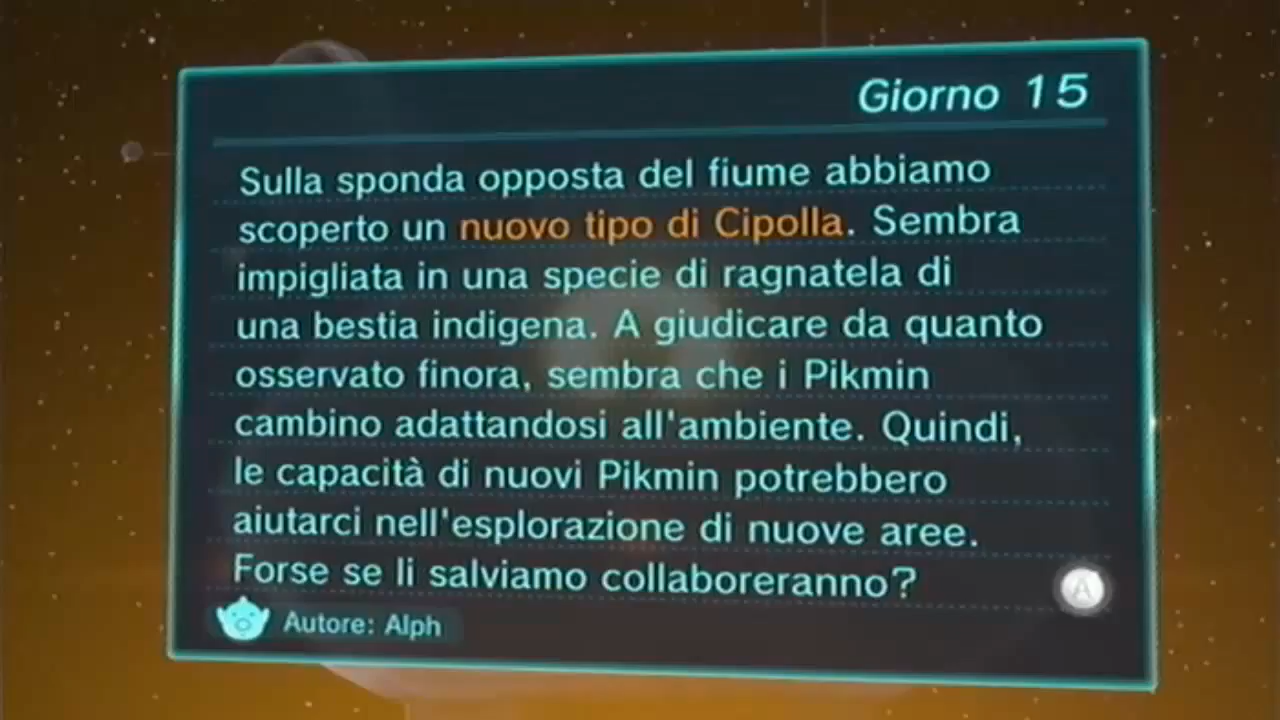 Giorno 15
Sulla sponda opposta del fiume abbiamo
scoperto un nuovo tipo di Cipolla. Sembra
impigliata in una specie di ragnatela di
una bestia indigena. A giudicare da quanto
osservato finora, sembra che i Pikmin
cambino adattandosi all'ambiente. Quindi,
le capacità di nuovi Pikmin potrebbero
aiutarci nell'esplorazione di nuove aree.
Forse se li salviamo collaboreranno?
A
Autore: Alph